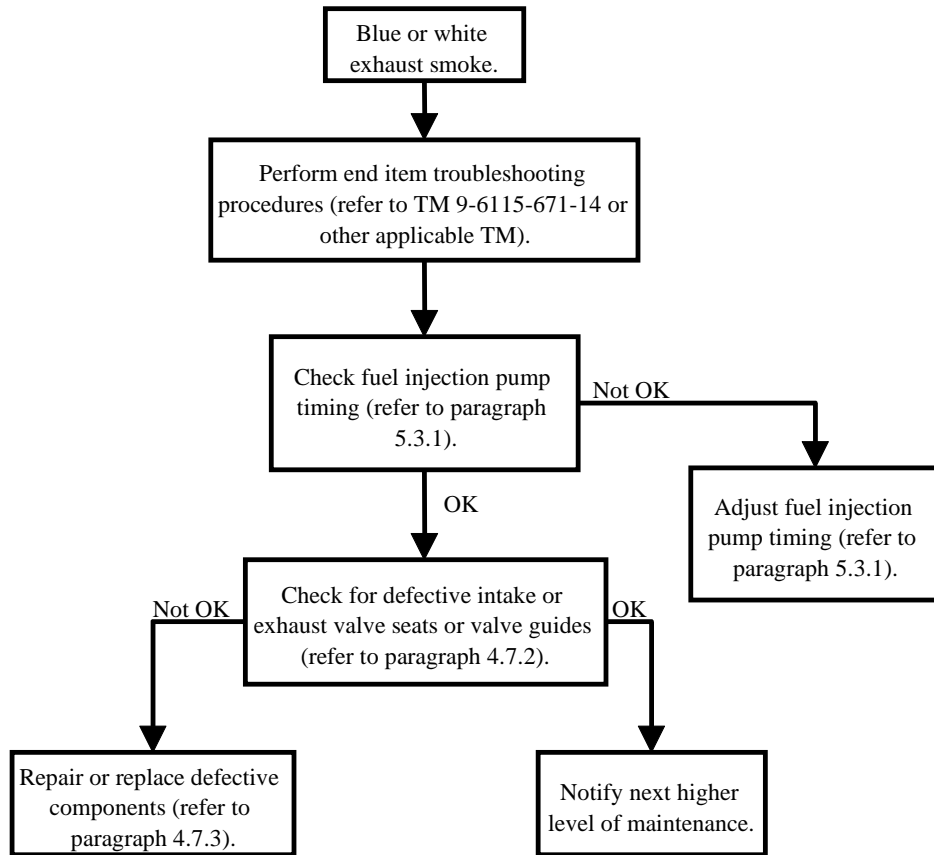 Blue or white
exhaust smoke.
Perform end item troubleshooting
procedures (refer to TM 9-6115-671-14 or
other applicable TM).
Check fuel injection pump
timing (refer to paragraph
5.3.1).
Not OK
Adjust fuel injection
pump timing (refer to
paragraph 5.3.1).
OK
Check for defective intake or
exhaust valve seats or valve guides
(refer to paragraph 4.7.2).
Not OK
OK
Repair or replace defective
components (refer to
paragraph 4.7.3).
Notify next higher
level of maintenance.